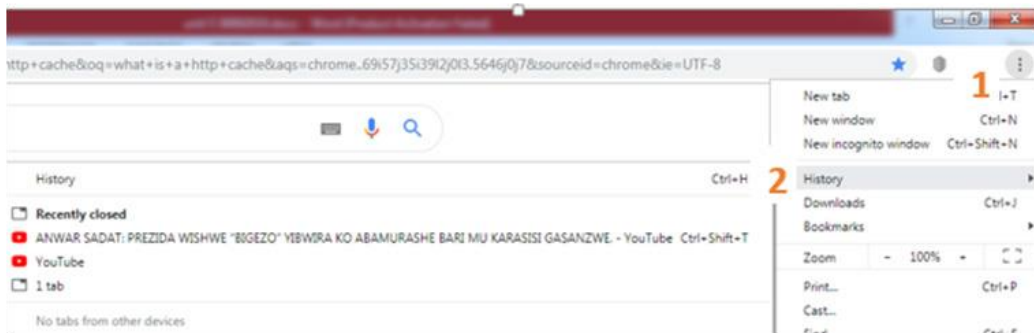 http+cache&oq=what+is+a+http+cache&aqs=chrome..69i57j35i39l2j0l3.5646j0j7&sourceid=chrome&ie=UTF-8
1
New tab
New window Ctrl+N
New incognito window Ctrl+Shift+N
2
History
Downloads Ctrl+J
Bookmarks
Zoom - 100% +
Print... Ctrl+P
Cast...
History Ctrl+H
Recently closed
ANWAR SADAT: PREZIDA WISHWE "BIGEZO" YIBWIRA KO ABAMURASHE BARI MU KARASISI GASANZWE. - YouTube Ctrl+Shift+T
YouTube
1 tab
No tabs from other devices